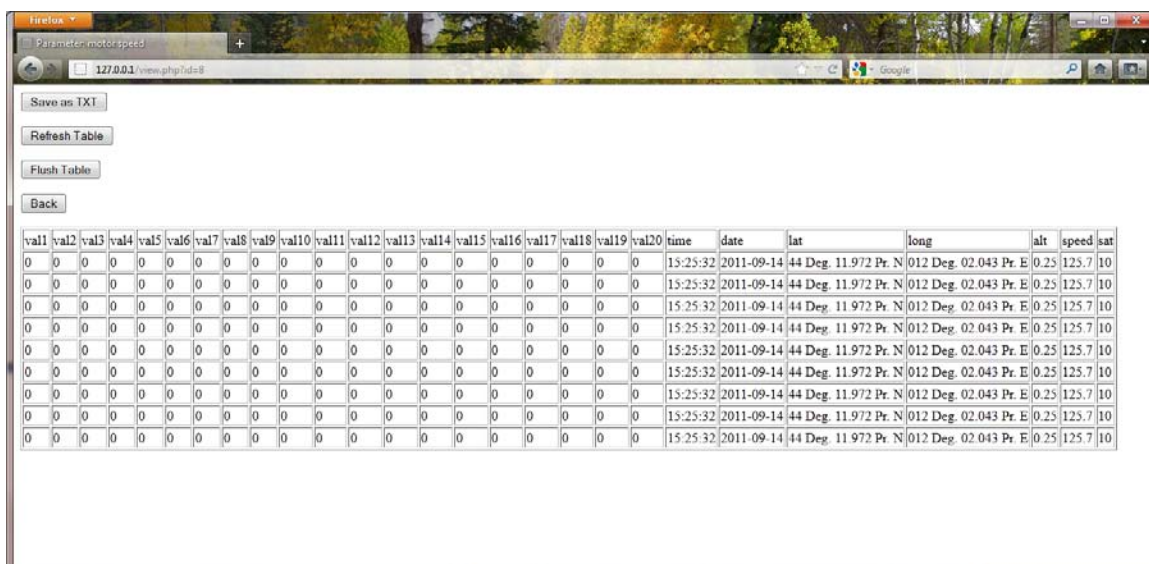 Firefox
Parameter: motor speed
127.0.0.1/view.php?id=8
Google
Save as TXT
Refresh Table
Flush Table
Back
val1 val2 val3 val4 val5 val6 val7 val8 val9 val10 val11 val12 val13 val14 val15 val16 val17 val18 val19 val20 time date lat long alt speed sat
0 0 0 0 0 0 0 0 0 0 0 0 0 0 0 0 0 0 0 0 15:25:32 2011-09-14 44 Deg. 11.972 Pr. N 012 Deg. 02.043 Pr. E 0.25 125.7 10
0 0 0 0 0 0 0 0 0 0 0 0 0 0 0 0 0 0 0 0 15:25:32 2011-09-14 44 Deg. 11.972 Pr. N 012 Deg. 02.043 Pr. E 0.25 125.7 10
0 0 0 0 0 0 0 0 0 0 0 0 0 0 0 0 0 0 0 0 15:25:32 2011-09-14 44 Deg. 11.972 Pr. N 012 Deg. 02.043 Pr. E 0.25 125.7 10
0 0 0 0 0 0 0 0 0 0 0 0 0 0 0 0 0 0 0 0 15:25:32 2011-09-14 44 Deg. 11.972 Pr. N 012 Deg. 02.043 Pr. E 0.25 125.7 10
0 0 0 0 0 0 0 0 0 0 0 0 0 0 0 0 0 0 0 0 15:25:32 2011-09-14 44 Deg. 11.972 Pr. N 012 Deg. 02.043 Pr. E 0.25 125.7 10
0 0 0 0 0 0 0 0 0 0 0 0 0 0 0 0 0 0 0 0 15:25:32 2011-09-14 44 Deg. 11.972 Pr. N 012 Deg. 02.043 Pr. E 0.25 125.7 10
0 0 0 0 0 0 0 0 0 0 0 0 0 0 0 0 0 0 0 0 15:25:32 2011-09-14 44 Deg. 11.972 Pr. N 012 Deg. 02.043 Pr. E 0.25 125.7 10
0 0 0 0 0 0 0 0 0 0 0 0 0 0 0 0 0 0 0 0 15:25:32 2011-09-14 44 Deg. 11.972 Pr. N 012 Deg. 02.043 Pr. E 0.25 125.7 10
0 0 0 0 0 0 0 0 0 0 0 0 0 0 0 0 0 0 0 0 15:25:32 2011-09-14 44 Deg. 11.972 Pr. N 012 Deg. 02.043 Pr. E 0.25 125.7 10